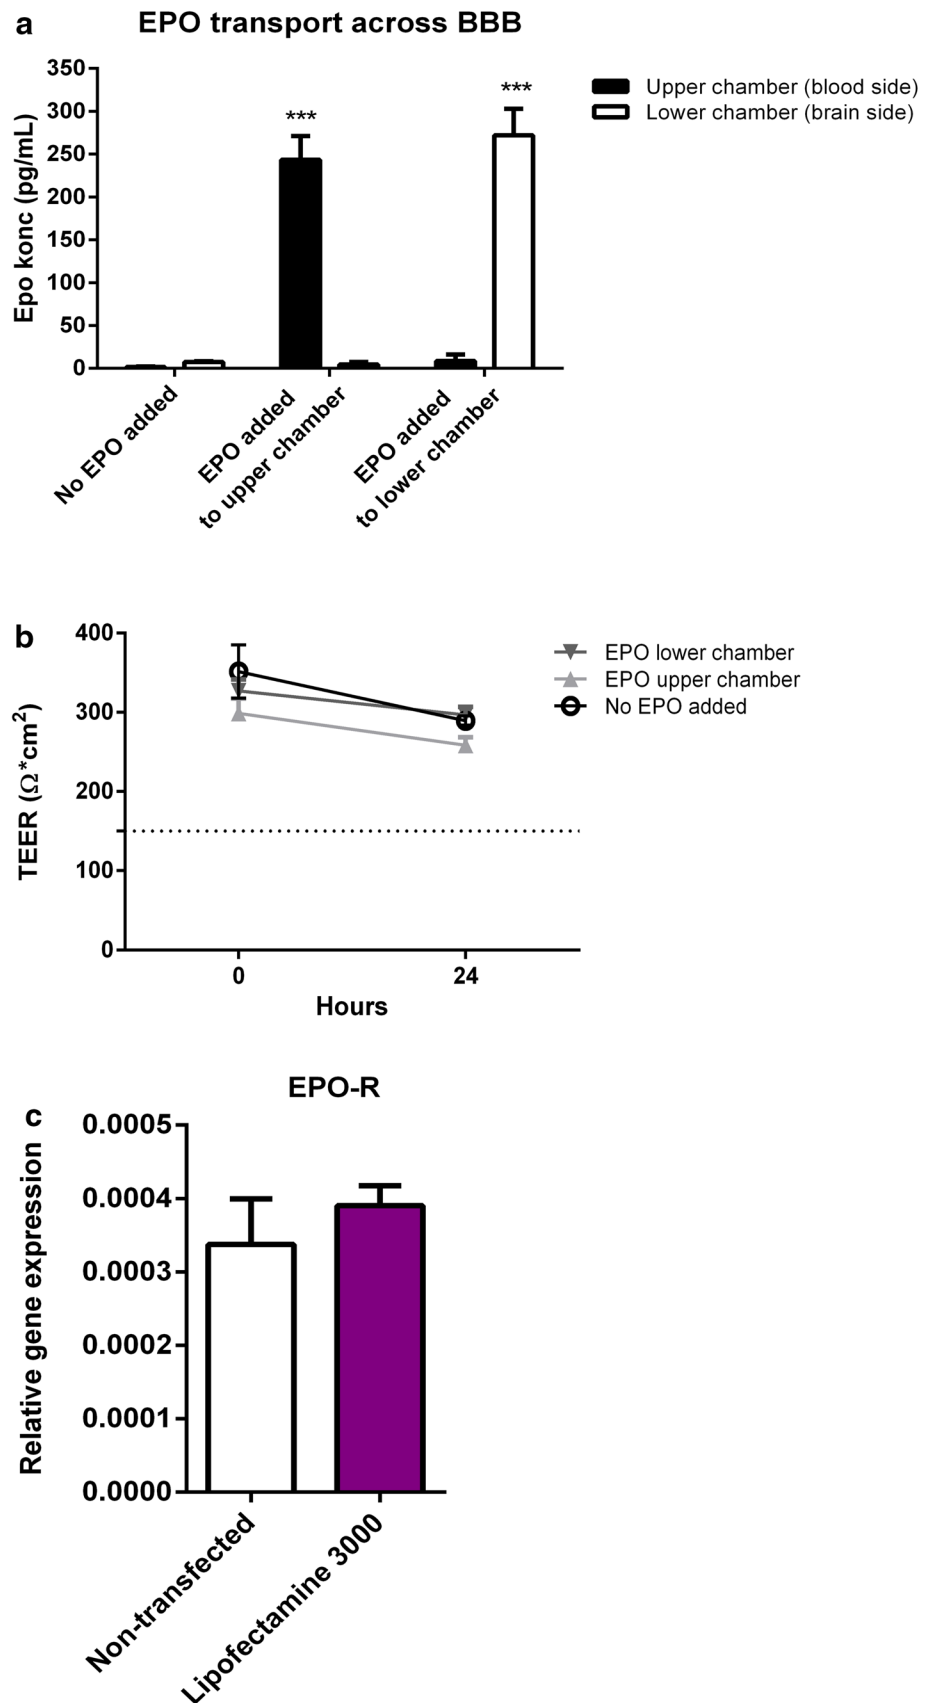 a
EPO transport across BBB
Epo konc (pg/mL)
350
300
250
200
150
100
50
0
***
***
Upper chamber (blood side)
Lower chamber (brain side)
No EPO added
EPO added
to upper chamber
EPO added
to lower chamber
b
TEER (Ω*cm2)
400
300
200
100
0
0
24
Hours
EPO lower chamber
EPO upper chamber
No EPO added
c
EPO-R
Relative gene expression
0.0005
0.0004
0.0003
0.0002
0.0001
0.0000
Non-transfected
Lipofectamine 3000